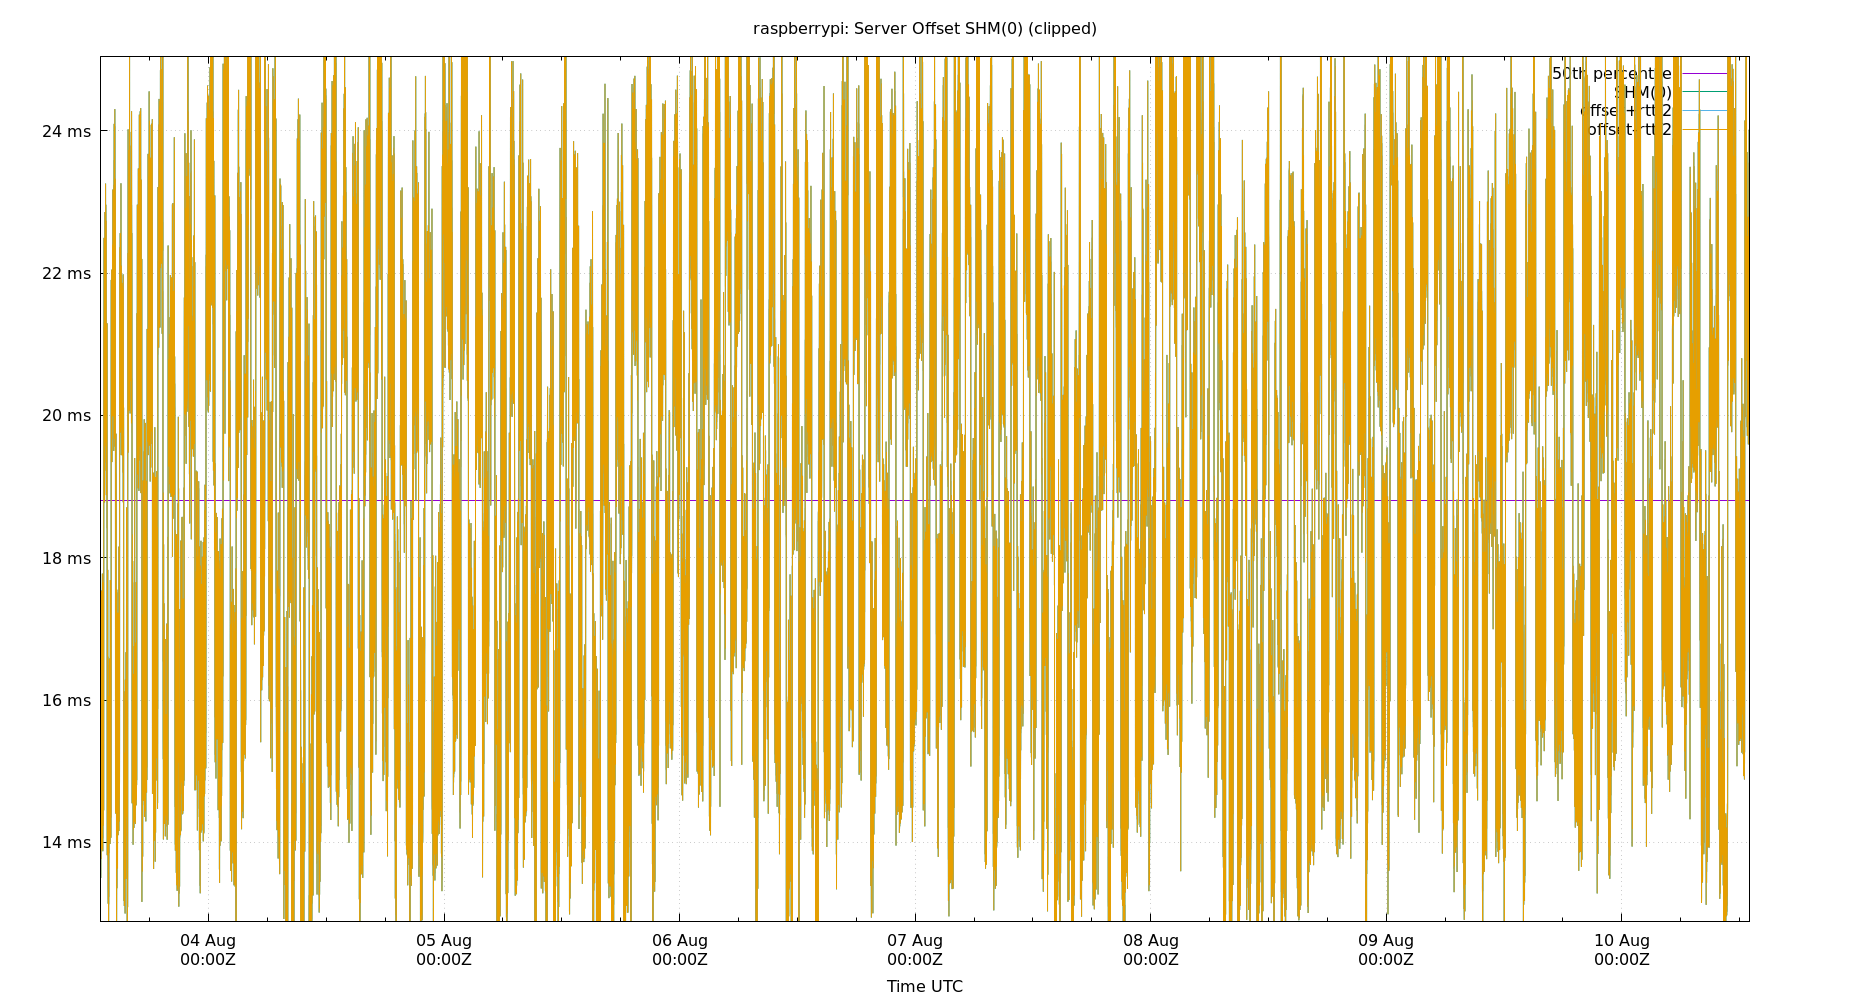 raspberrypi: Server Offset SHM(0) (clipped)
50th percentile
SHM(0)
offset+rtt/2
offset-rtt/2
24 ms
22 ms
20 ms
18 ms
16 ms
14 ms
04 Aug 05 Aug 06 Aug 07 Aug 08 Aug 09 Aug 10 Aug
00:00Z 00:00Z 00:00Z 00:00Z 00:00Z 00:00Z 00:00Z
Time UTC